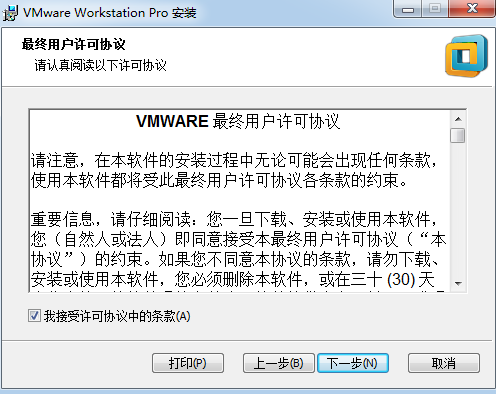 VMware Workstation Pro 安装
最终用户许可协议
请认真阅读以下许可协议
VMWARE 最终用户许可协议
请注意，在本软件的安装过程中无论可能会出现任何条款，
使用本软件都将受此最终用户许可协议各条款的约束。
重要信息，请仔细阅读：您一旦下载、安装或使用本软件，
您（自然人或法人）即同意接受本最终用户许可协议（“本
协议”）的约束。如果您不同意本协议的条款，请勿下载、
安装或使用本软件，您必须删除本软件，或在三十 (30) 天
我接受许可协议中的条款(A)
打印(P)
上一步(B)
下一步(N)
取消